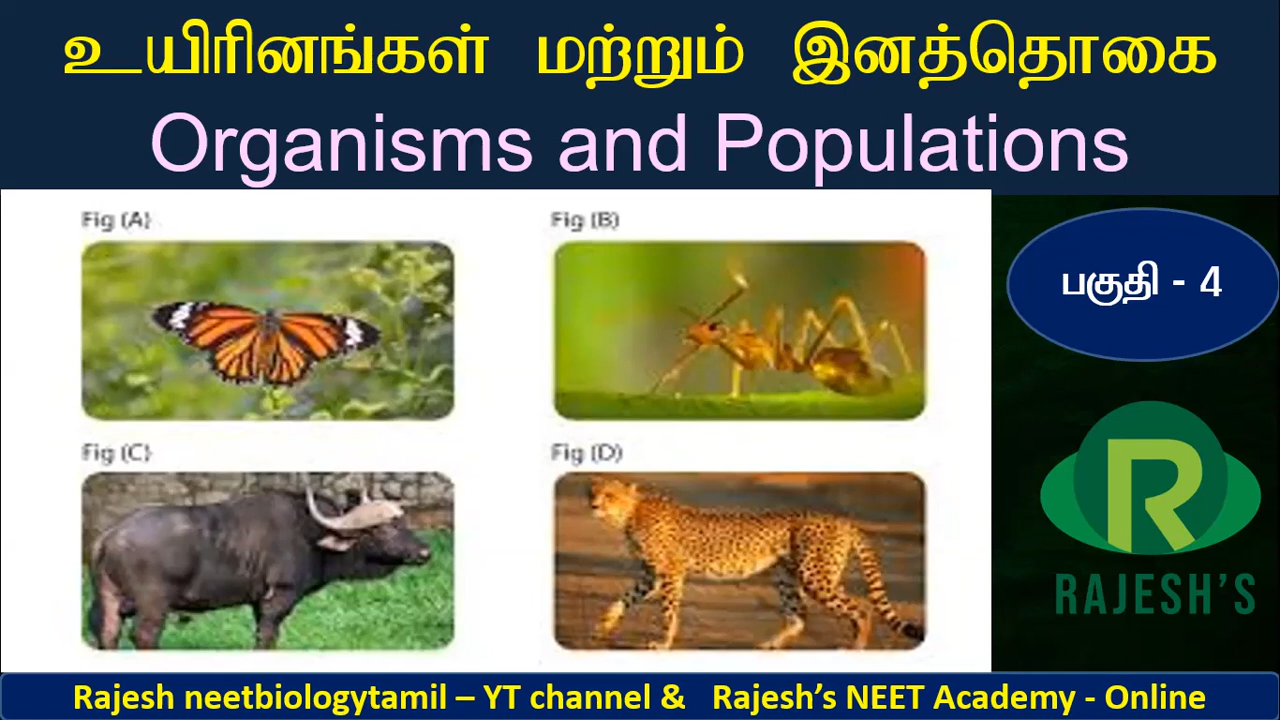 உயிரினங்கள் மற்றும் இனத்தொகை
Organisms and Populations
Fig (A)
Fig (B)
பகுதி - 4
Fig (C)
Fig (D)
R
RAJESH'S
Rajesh neetbiologytamil – YT channel & Rajesh's NEET Academy - Online